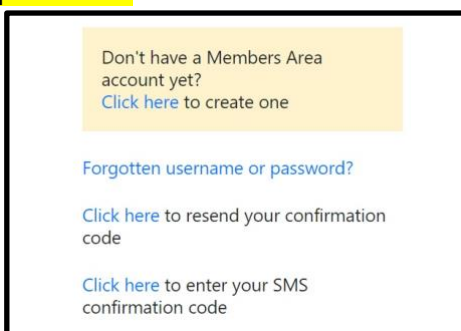 Don't have a Members Area
account yet?
Click here to create one
Forgotten username or password?
Click here to resend your confirmation
code
Click here to enter your SMS
confirmation code